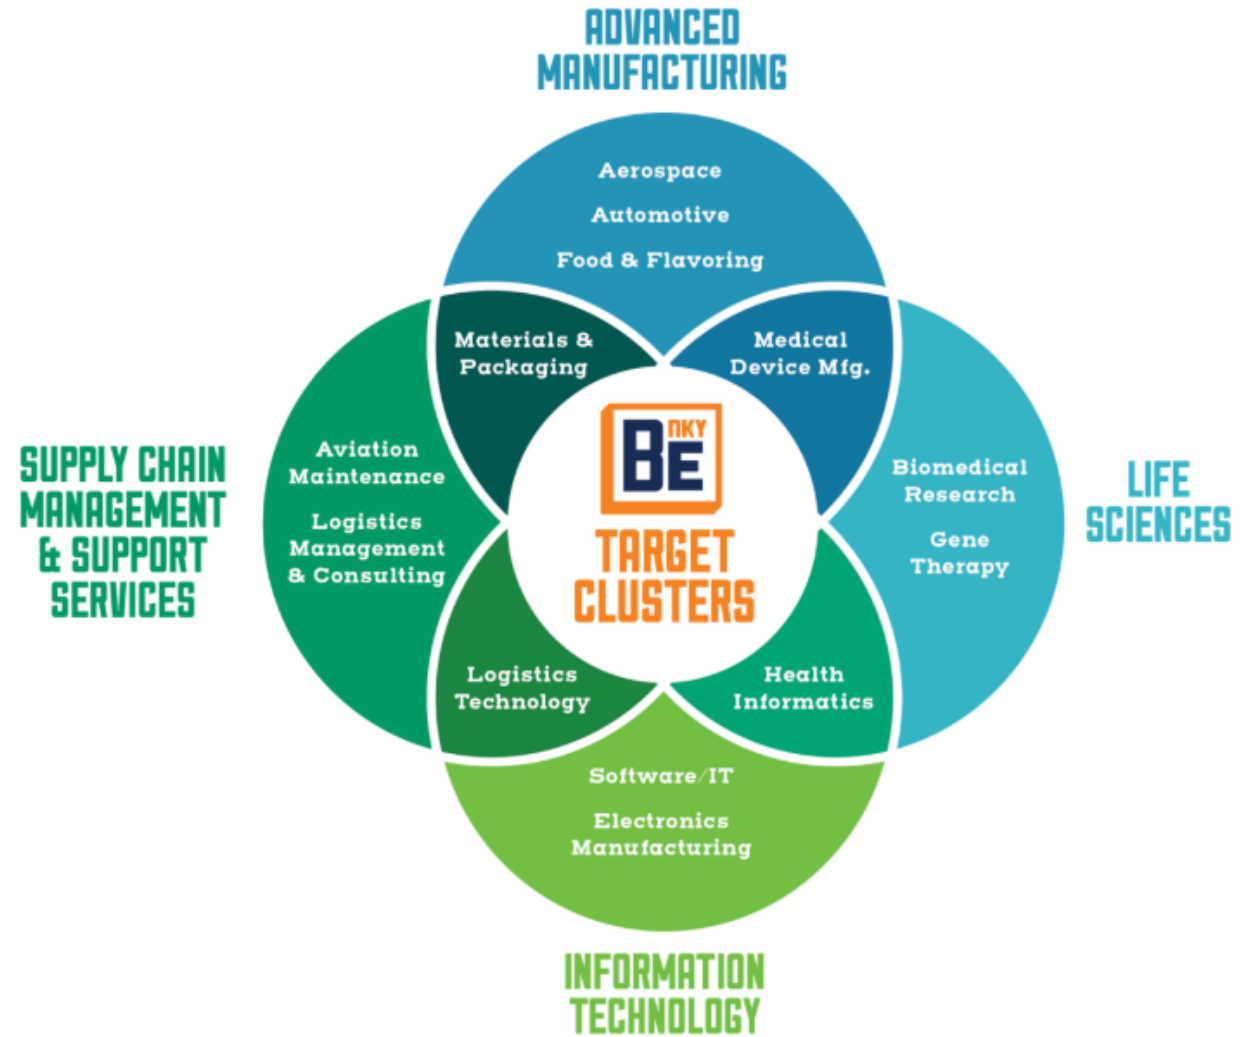 ADVANCED
MANUFACTURING
Aerospace
Automotive
Food & Flavoring
Materials &
Packaging
Medical
Device Mfg.
SUPPLY CHAIN
MANAGEMENT
& SUPPORT
SERVICES
Aviation
Maintenance
Logistics
Management
& Consulting
BE NKY
TARGET
CLUSTERS
Biomedical
Research
Gene
Therapy
LIFE
SCIENCES
Logistics
Technology
Health
Informatics
Software/IT
Electronics
Manufacturing
INFORMATION
TECHNOLOGY